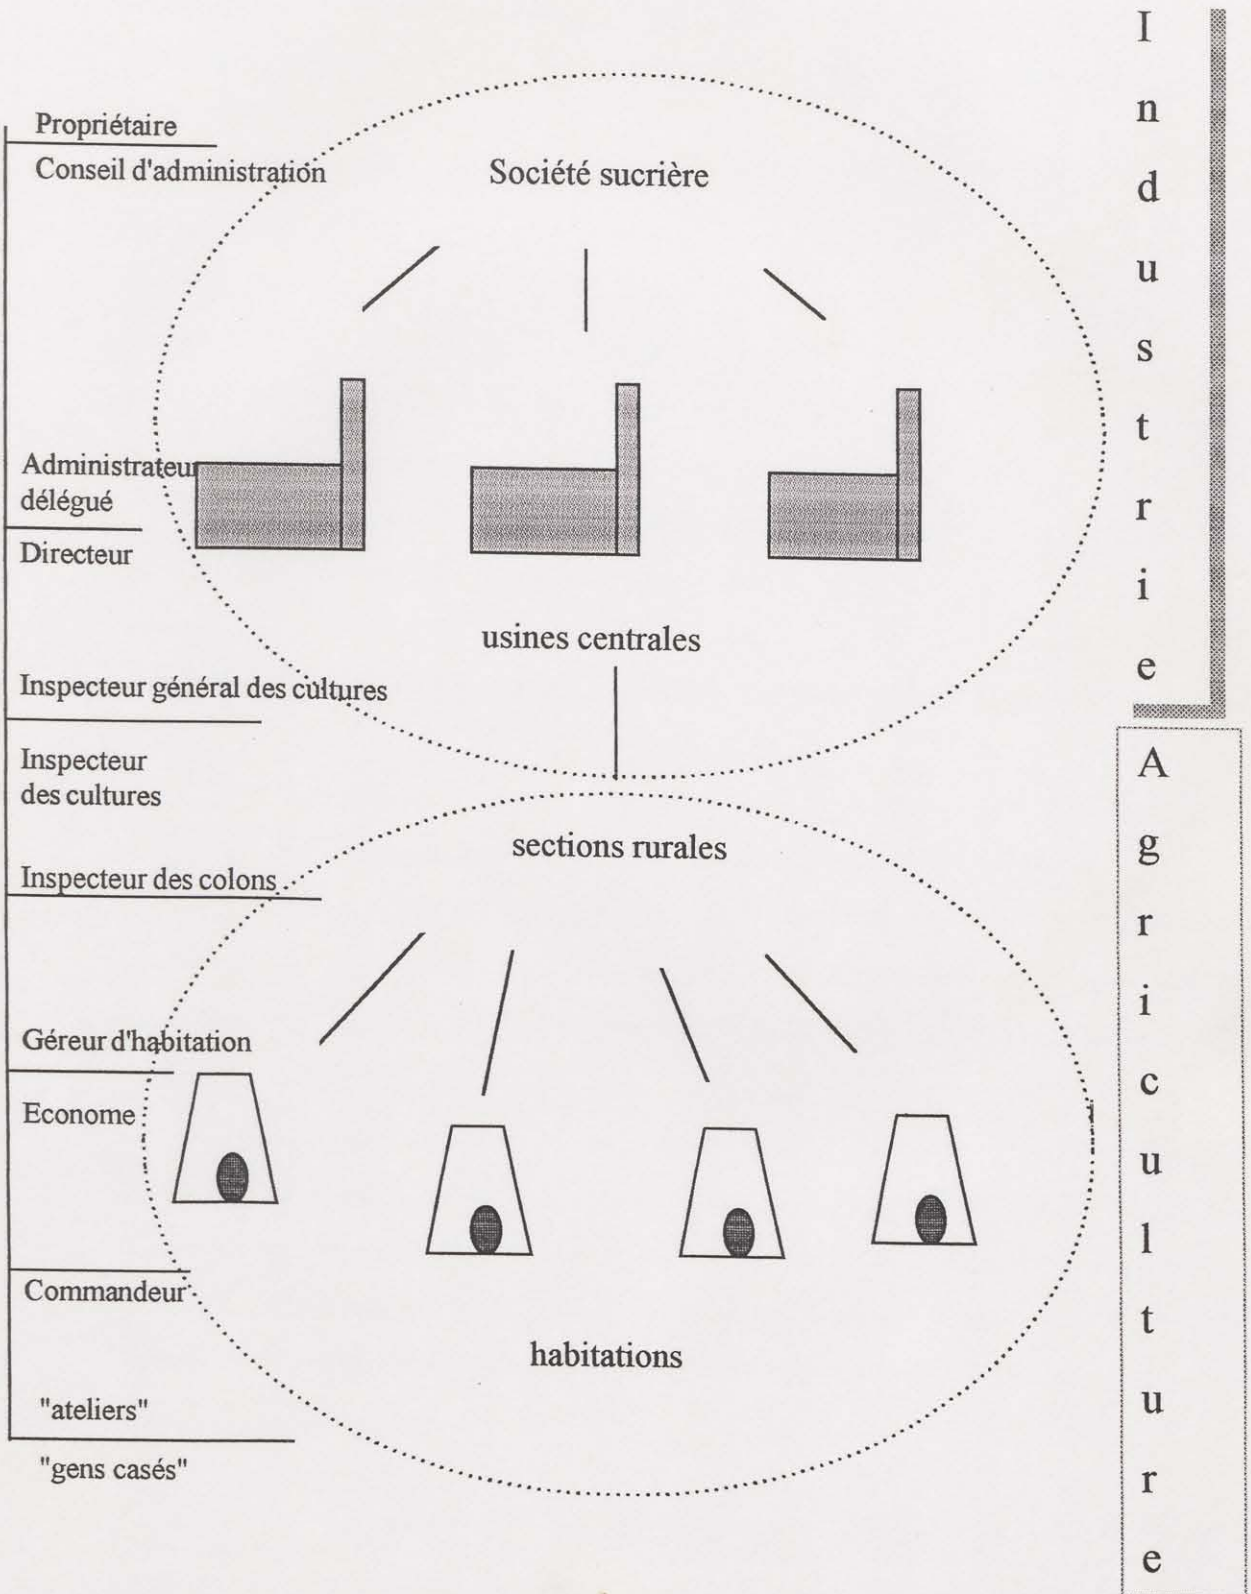 Propriétaire
Conseil d'administration
Société sucrière
Administrateur
délégué
Directeur
usines centrales
Inspecteur général des cultures
Inspecteur
des cultures
sections rurales
Inspecteur des colons
Géreur d'habitation
Econome
Commandeur
habitations
"ateliers"
"gens casés"
Industrie
Agriculture